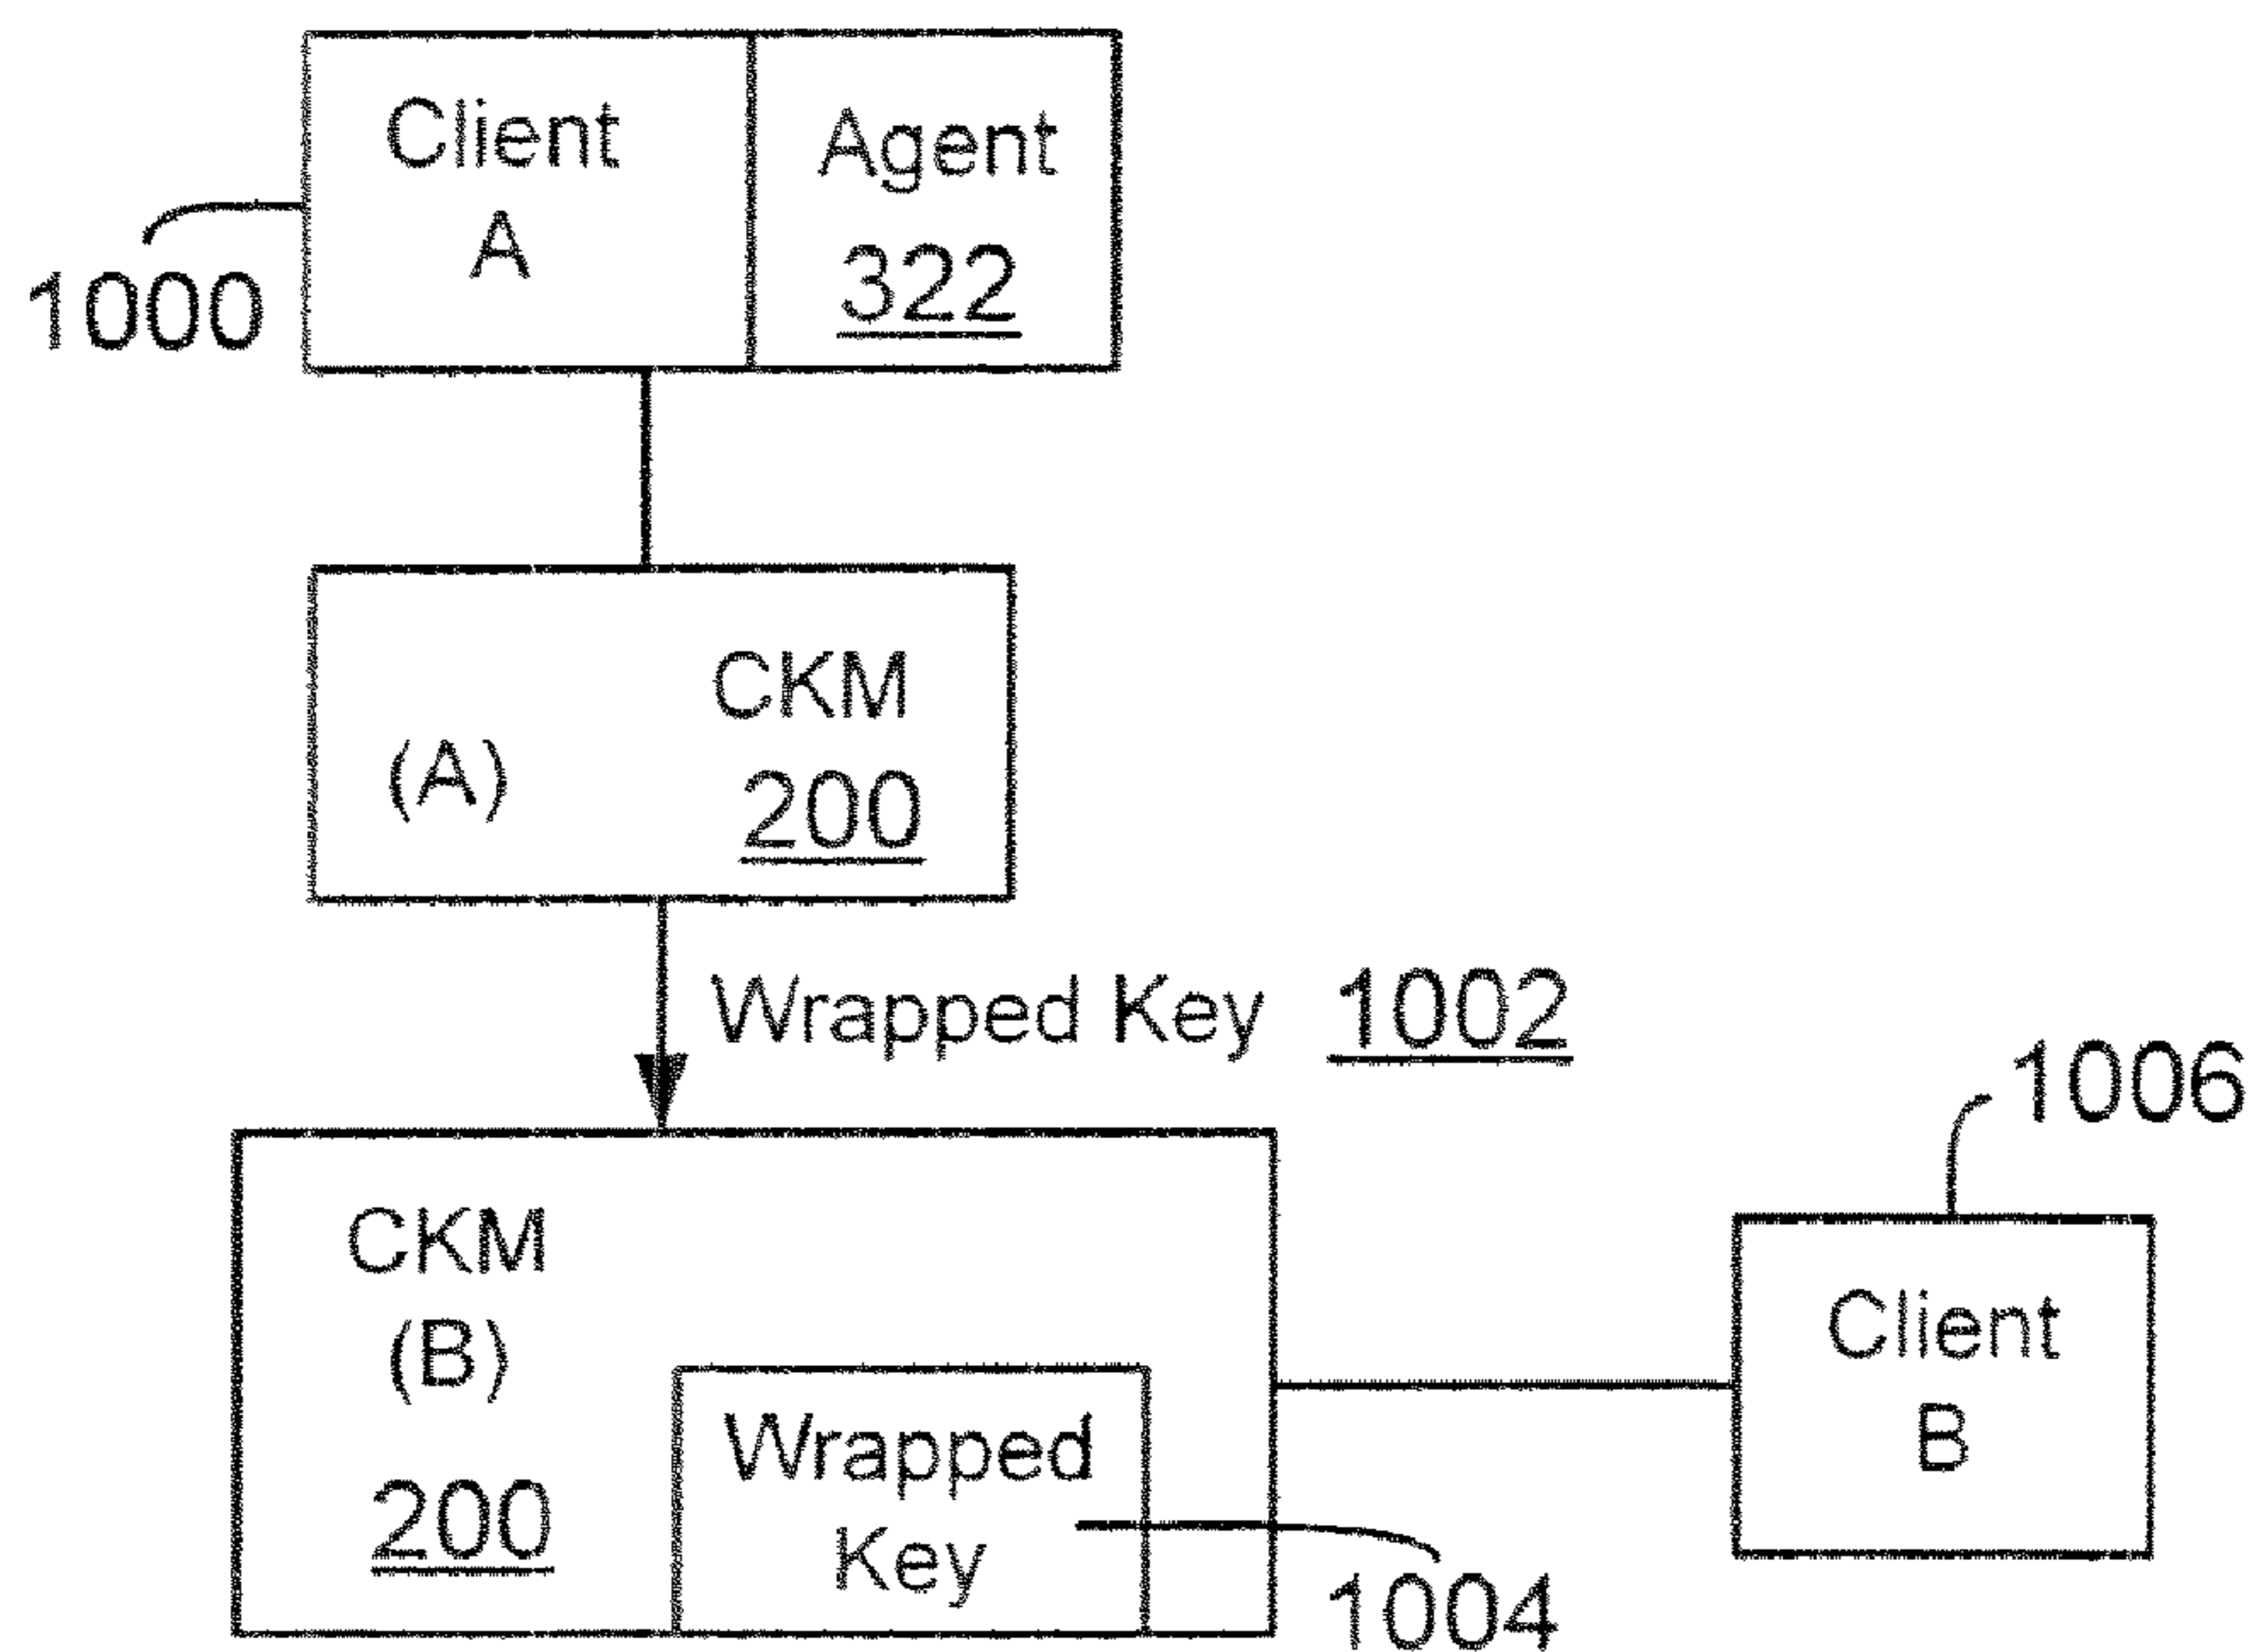 Client
A
Agent
322
1000
CKM
(A)
200
Wrapped Key 1002
1006
CKM
(B)
200
Wrapped
Key
1004
Client
B